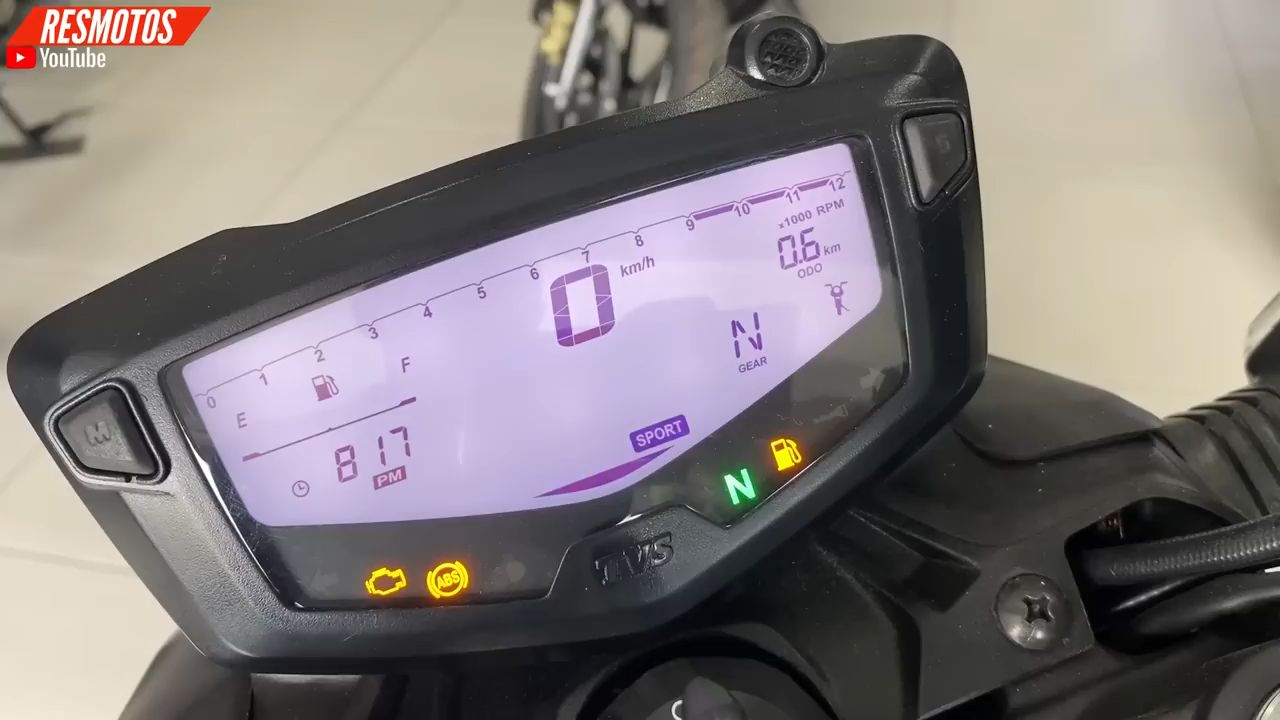 RESMOTOS
YouTube
0 1 2 3 4 5 6 7 8 9 10 11 12
x1000 RPM
0 km/h
0.6 km
ODO
E F
N
GEAR
8 17
PM
SPORT
N
ABS
TVS
M
S